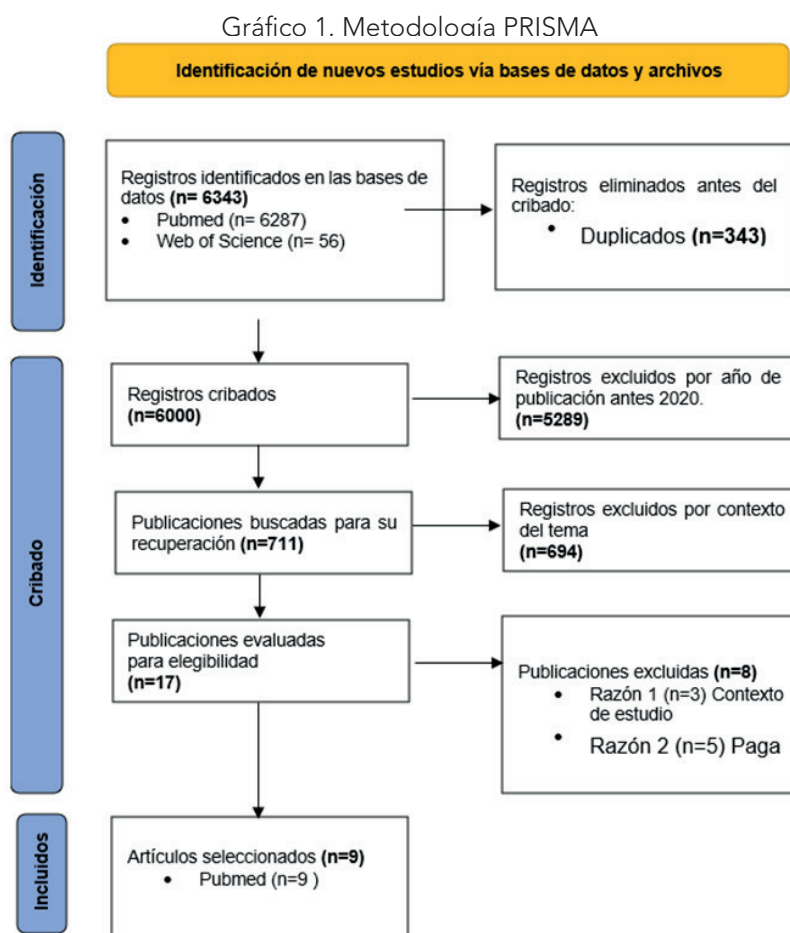 Gráfico 1. Metodología PRISMA
Identificación de nuevos estudios vía bases de datos y archivos
Identificación
Registros identificados en las bases de
datos (n= 6343)
• Pubmed (n= 6287)
• Web of Science (n= 56)
Registros eliminados antes del
cribado:
• Duplicados (n=343)
Cribado
Registros cribados
(n=6000)
Registros excluidos por año de
publicación antes 2020.
(n=5289)
Publicaciones buscadas para su
recuperación (n=711)
Registros excluidos por contexto
del tema
(n=694)
Publicaciones evaluadas
para elegibilidad
(n=17)
Publicaciones excluidas (n=8)
• Razón 1 (n=3) Contexto
de estudio
• Razón 2 (n=5) Paga
Incluidos
Artículos seleccionados (n=9)
• Pubmed (n=9 )